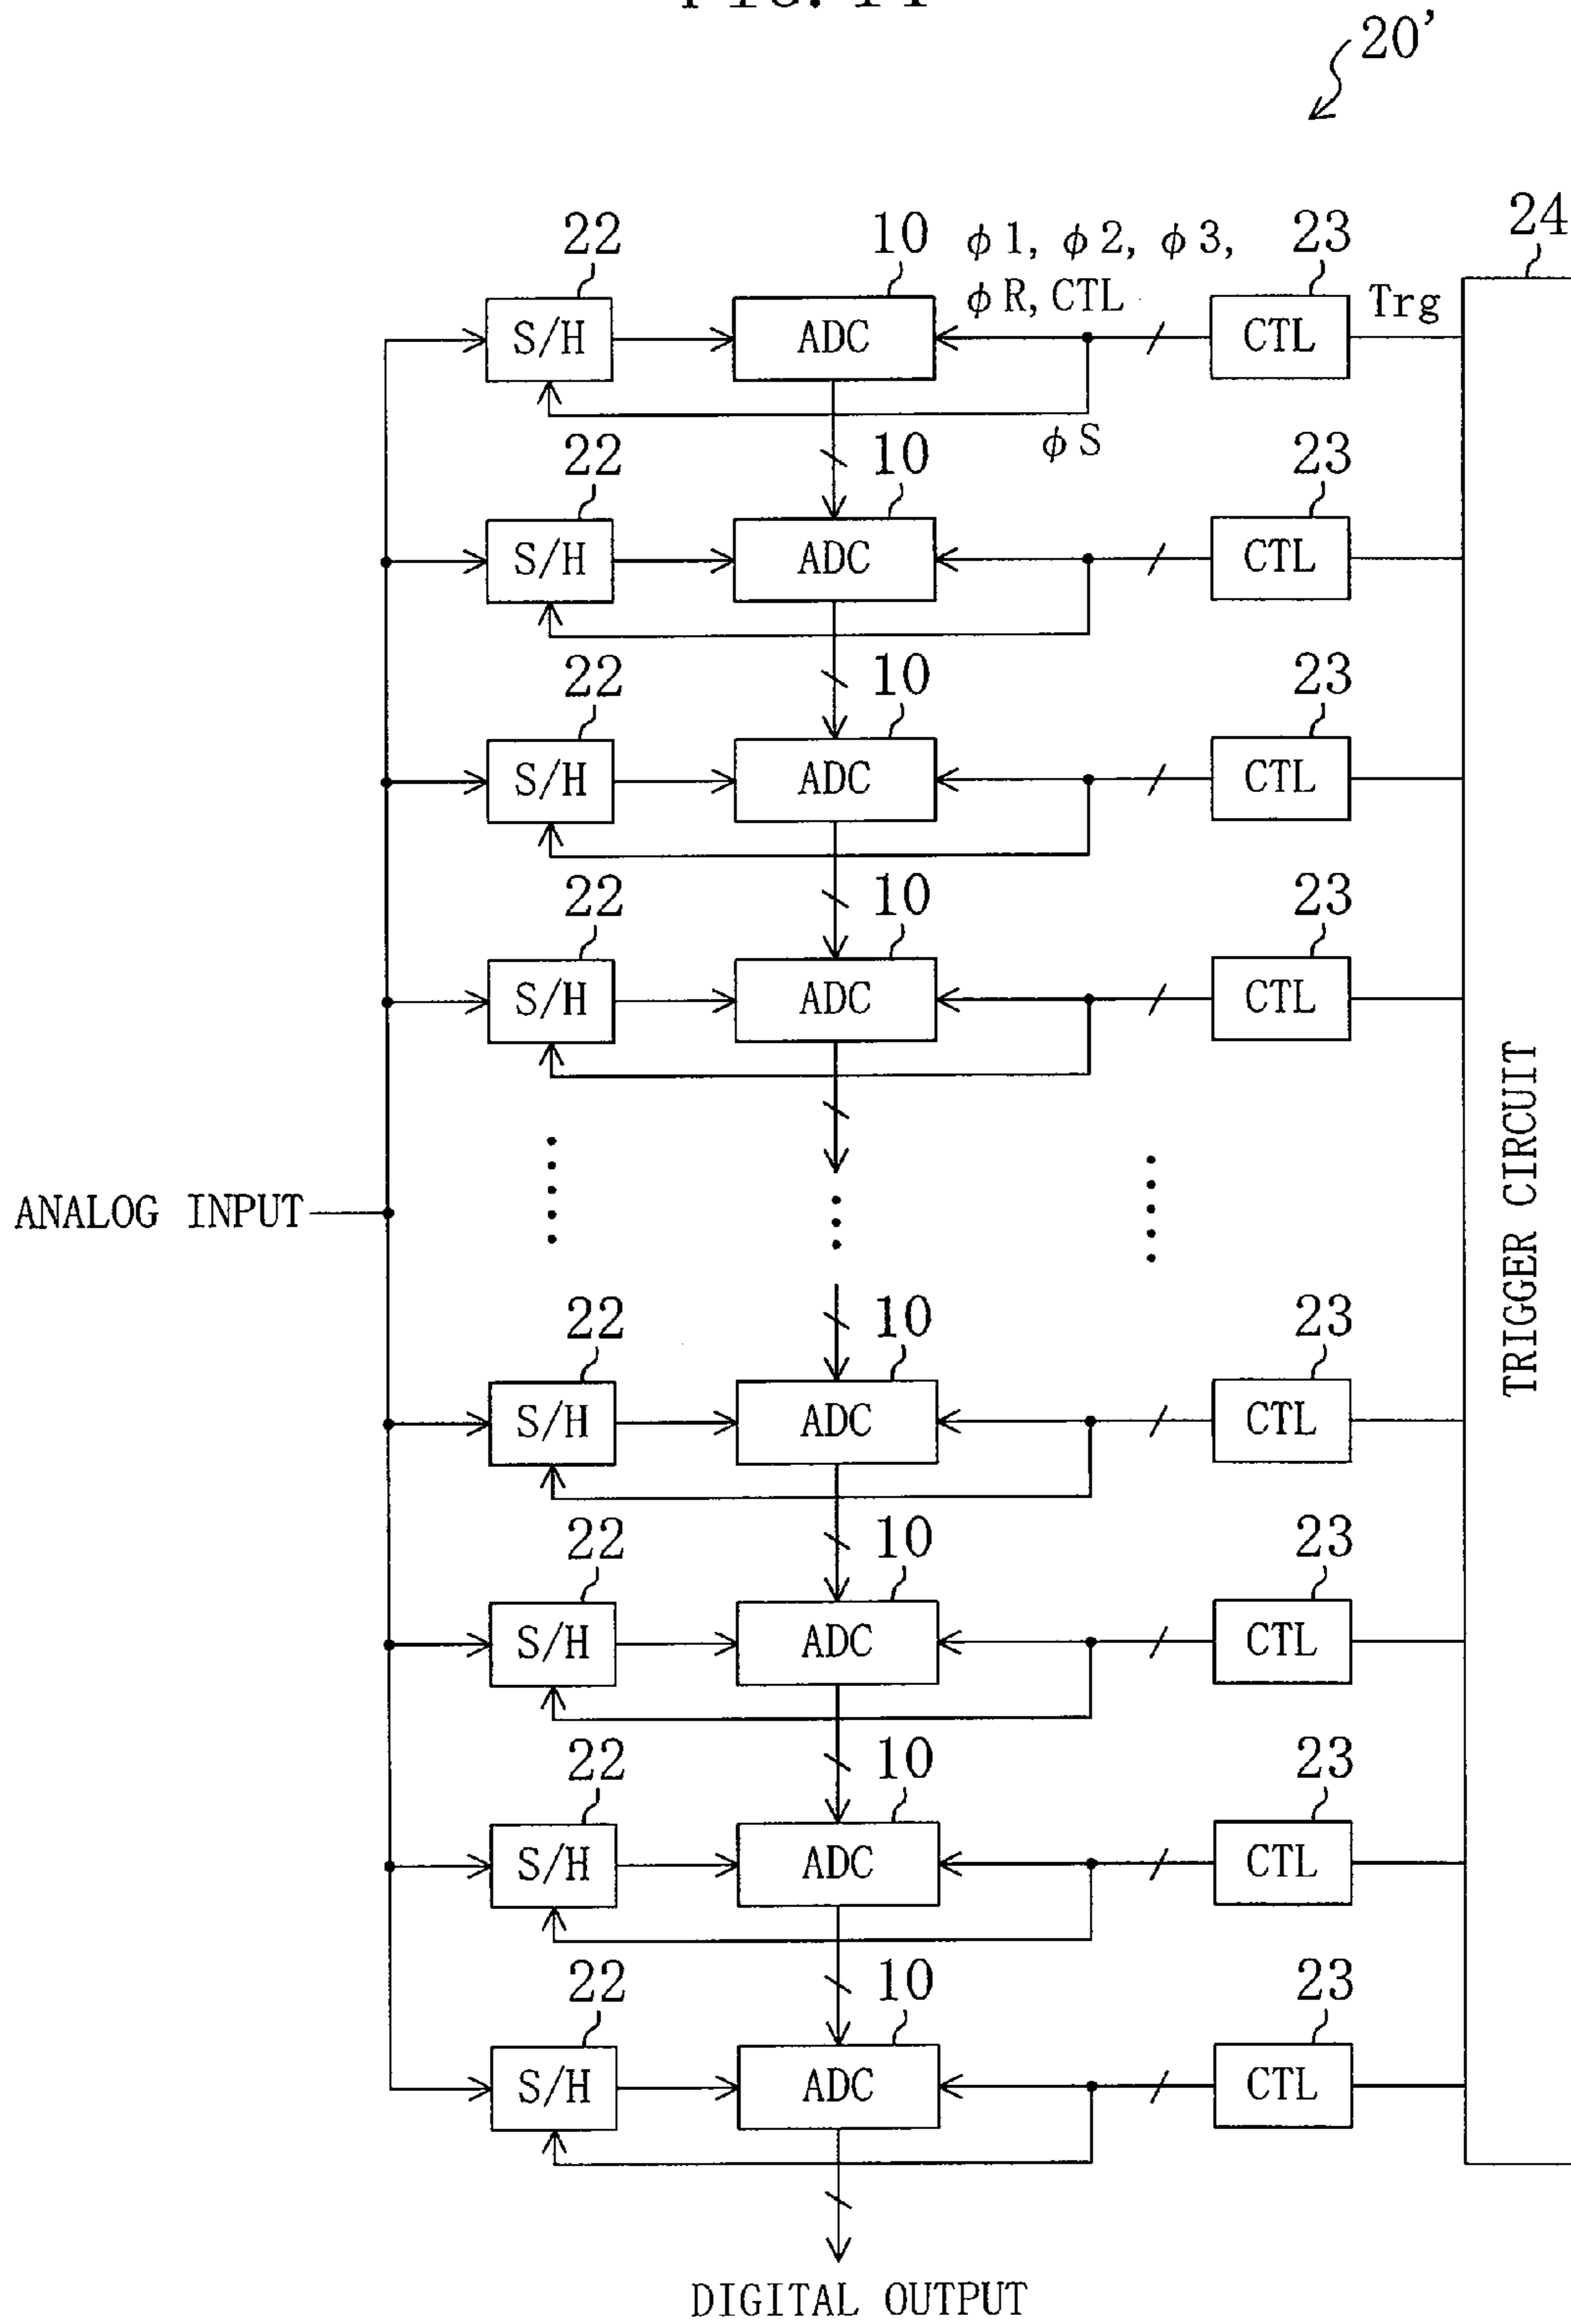 20'
24
22 10 φ1, φ2, φ3, 23
φR, CTL Trg
S/H ADC CTL
φS
22 10 23
S/H ADC CTL
22 10 23
S/H ADC CTL
22 10 23
S/H ADC CTL
TRIGGER CIRCUIT
ANALOG INPUT
22 10 23
S/H ADC CTL
22 10 23
S/H ADC CTL
22 10 23
S/H ADC CTL
22 10 23
S/H ADC CTL
DIGITAL OUTPUT